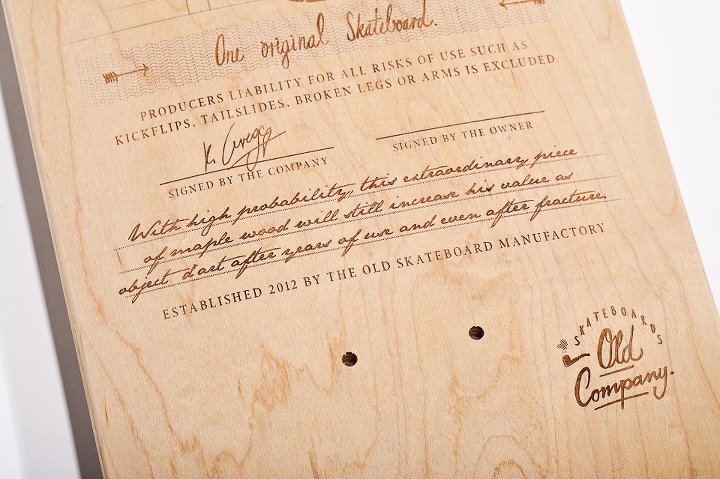 One original Skateboard.
PRODUCERS LIABILITY FOR ALL RISKS OF USE SUCH AS
KICKFLIPS, TAILSLIDES, BROKEN LEGS OR ARMS IS EXCLUDED.
SIGNED BY THE COMPANY
SIGNED BY THE OWNER
With high probability, this extraordinary piece
of maple wood will still increase his value as
object d'art after years of use and even after fracture.
ESTABLISHED 2012 BY THE OLD SKATEBOARD MANUFACTORY
SKATEBOARDS
Old
Company.